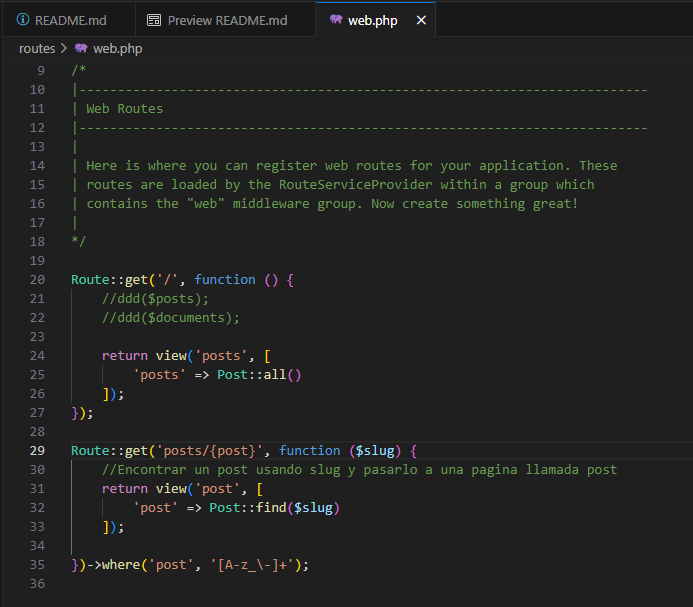 README.md Preview README.md web.php
routes > web.php
9 /*
10 |--------------------------------------------------------------------------
11 | Web Routes
12 |--------------------------------------------------------------------------
13 |
14 | Here is where you can register web routes for your application. These
15 | routes are loaded by the RouteServiceProvider within a group which
16 | contains the "web" middleware group. Now create something great!
17 |
18 */
19
20 Route::get('/', function () {
21     //ddd($posts);
22     //ddd($documents);
23
24     return view('posts', [
25         'posts' => Post::all()
26     ]);
27 });
28
29 Route::get('posts/{post}', function ($slug) {
30     //Encontrar un post usando slug y pasarlo a una pagina llamada post
31     return view('post', [
32         'post' => Post::find($slug)
33     ]);
34
35 })->where('post', '[A-z_\-]+');
36